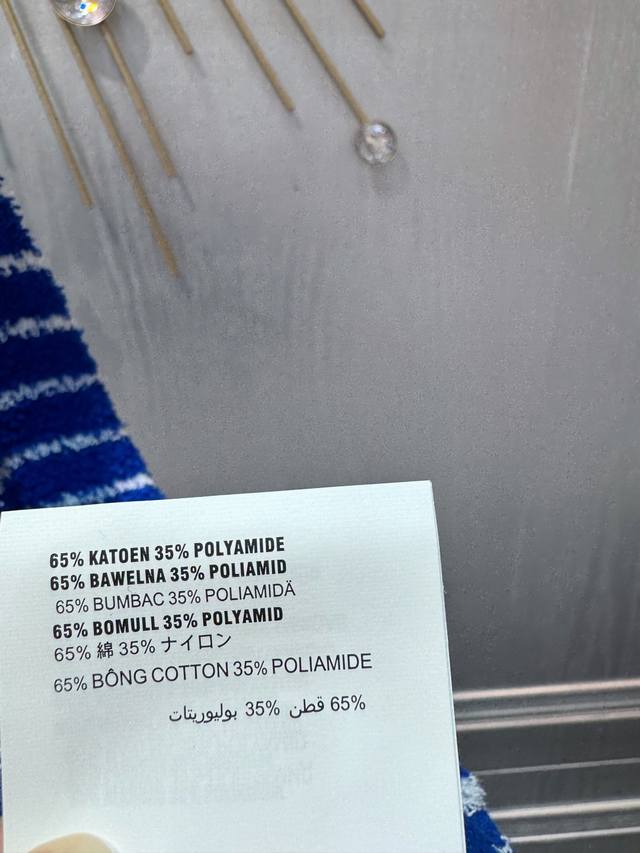 65% KATOEN 35% POLYAMIDE
65% BAWELNA 35% POLIAMID
65% BUMBAC 35% POLIAMIDĂ
65% BOMULL 35% POLYAMID
65% 綿 35% ナイロン
65% BÔNG COTTON 35% POLIAMIDE
65% قطن 35% بوليوريتات